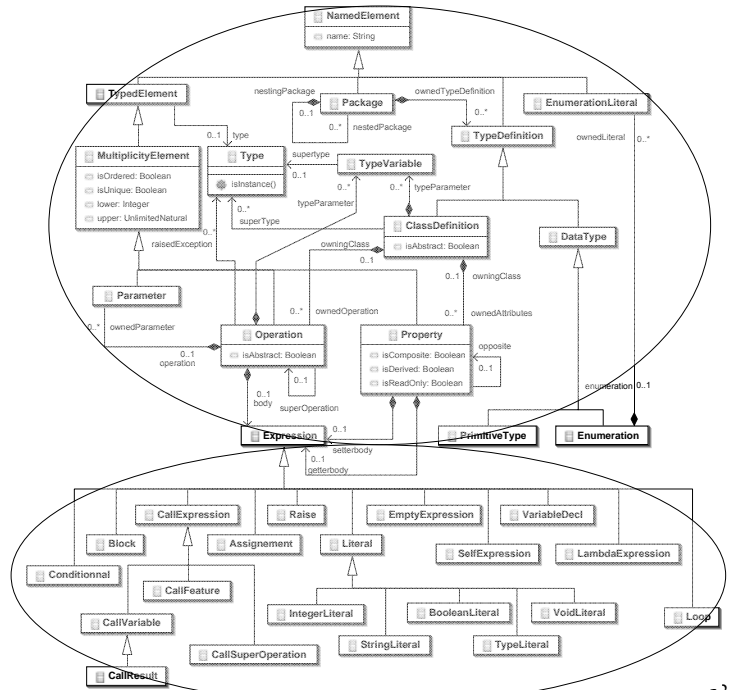 NamedElement
name: String
TypedElement
nestingPackage
Package
ownedTypeDefinition
EnumerationLiteral
0..1
0..*
nestedPackage
0..*
ownedLiteral
0..*
TypeDefinition
0..1
type
MultiplicityElement
isOrdered: Boolean
isUnique: Boolean
lower: Integer
upper: UnlimitedNatural
Type
isInstance()
supertype
0..1
TypeVariable
0..*
0..*
typeParameter
typeParameter
0..*
superType
ClassDefinition
isAbstract: Boolean
DataType
raisedException
0..*
owningClass
0..1
0..1
owningClass
Parameter
0..*
ownedOperation
0..*
ownedAttributes
0..*
ownedParameter
0..1
operation
Operation
isAbstract: Boolean
Property
isComposite: Boolean
isDerived: Boolean
isReadOnly: Boolean
opposite
0..1
0..1
body
0..1
superOperation
enumeration
0..1
Expression
0..1
setterbody
0..1
getterbody
PrimitiveType
Enumeration
CallExpression
Raise
EmptyExpression
VariableDecl
Block
Assignement
Literal
SelfExpression
LambdaExpression
Conditionnal
CallFeature
CallVariable
IntegerLiteral
BooleanLiteral
VoidLiteral
Loop
CallSuperOperation
StringLiteral
TypeLiteral
CallResult